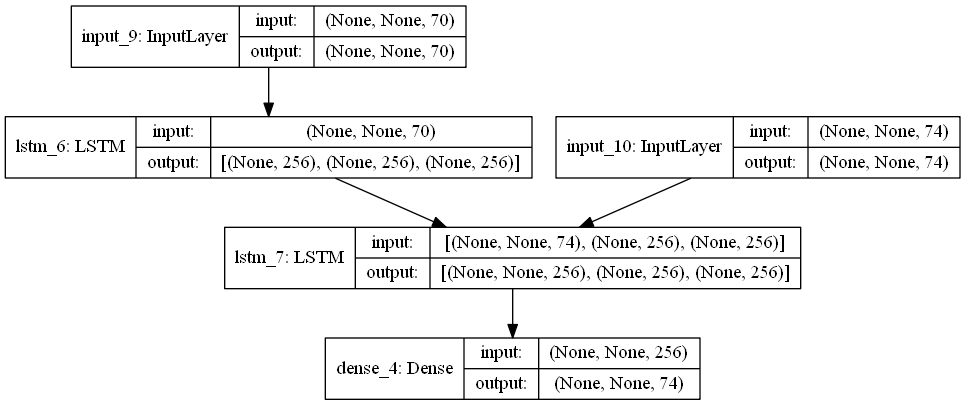 input_9: InputLayer
input: (None, None, 70)
output: (None, None, 70)
lstm_6: LSTM
input: (None, None, 70)
output: [(None, 256), (None, 256), (None, 256)]
input_10: InputLayer
input: (None, None, 74)
output: (None, None, 74)
lstm_7: LSTM
input: [(None, None, 74), (None, 256), (None, 256)]
output: [(None, None, 256), (None, 256), (None, 256)]
dense_4: Dense
input: (None, None, 256)
output: (None, None, 74)